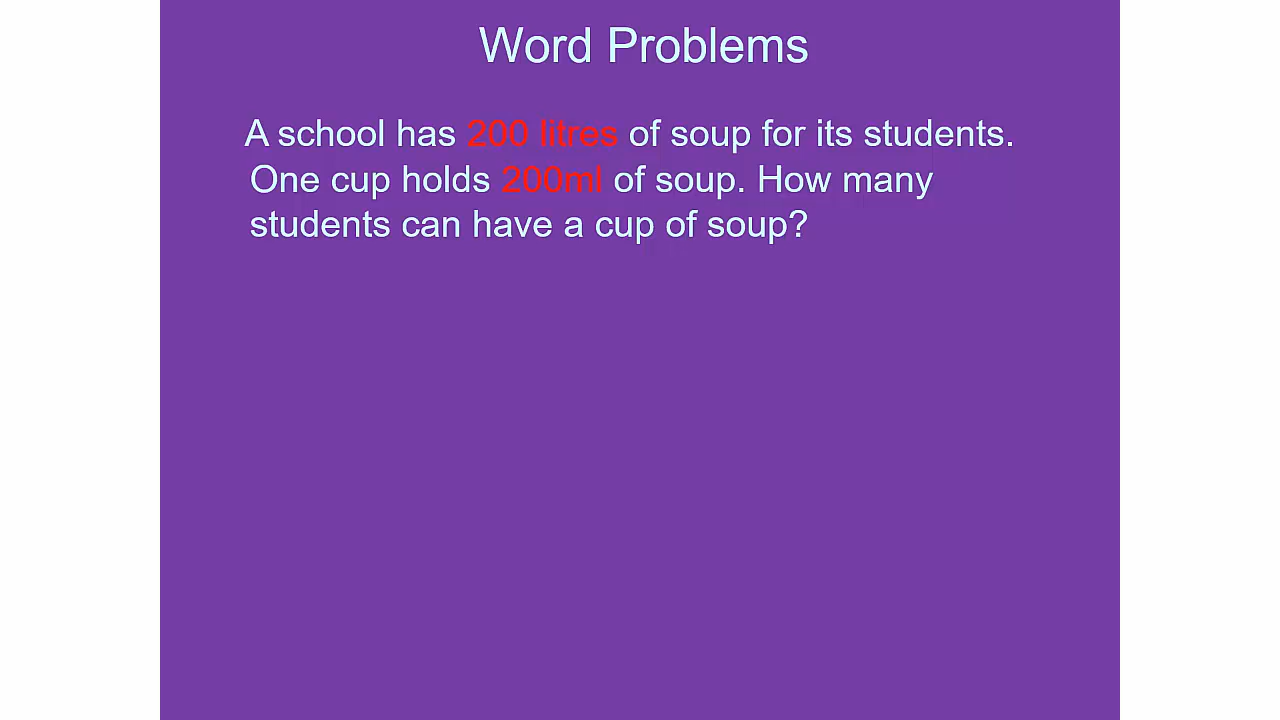 Word Problems
A school has 200 litres of soup for its students.
One cup holds 200ml of soup. How many
students can have a cup of soup?